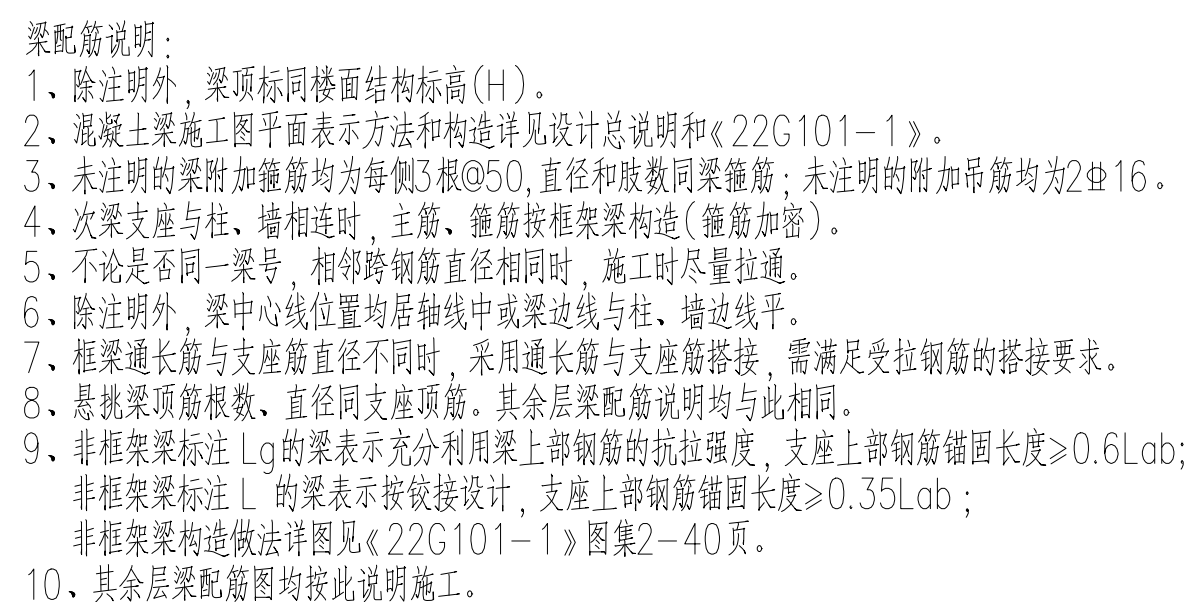 梁配筋说明：
1、除注明外，梁顶标同楼面结构标高(H)。
2、混凝土梁施工图平面表示方法和构造详见设计总说明和《22G101-1》。
3、未注明的梁附加箍筋均为每侧3根@50,直径和肢数同梁箍筋；未注明的附加吊筋均为2⏀16。
4、次梁支座与柱、墙相连时，主筋、箍筋按框架梁构造(箍筋加密)。
5、不论是否同一梁号，相邻跨钢筋直径相同时，施工时尽量拉通。
6、除注明外，梁中心线位置均居轴线中或梁边线与柱、墙边线平。
7、框梁通长筋与支座筋直径不同时，采用通长筋与支座筋搭接，需满足受拉钢筋的搭接要求。
8、悬挑梁顶筋根数、直径同支座顶筋。其余层梁配筋说明均与此相同。
9、非框架梁标注Lg的梁表示充分利用梁上部钢筋的抗拉强度，支座上部钢筋锚固长度≥0.6Lab;
非框架梁标注L 的梁表示按铰接设计，支座上部钢筋锚固长度≥0.35Lab；
非框架梁构造做法详图见《22G101-1》图集2-40页。
10、其余层梁配筋图均按此说明施工。